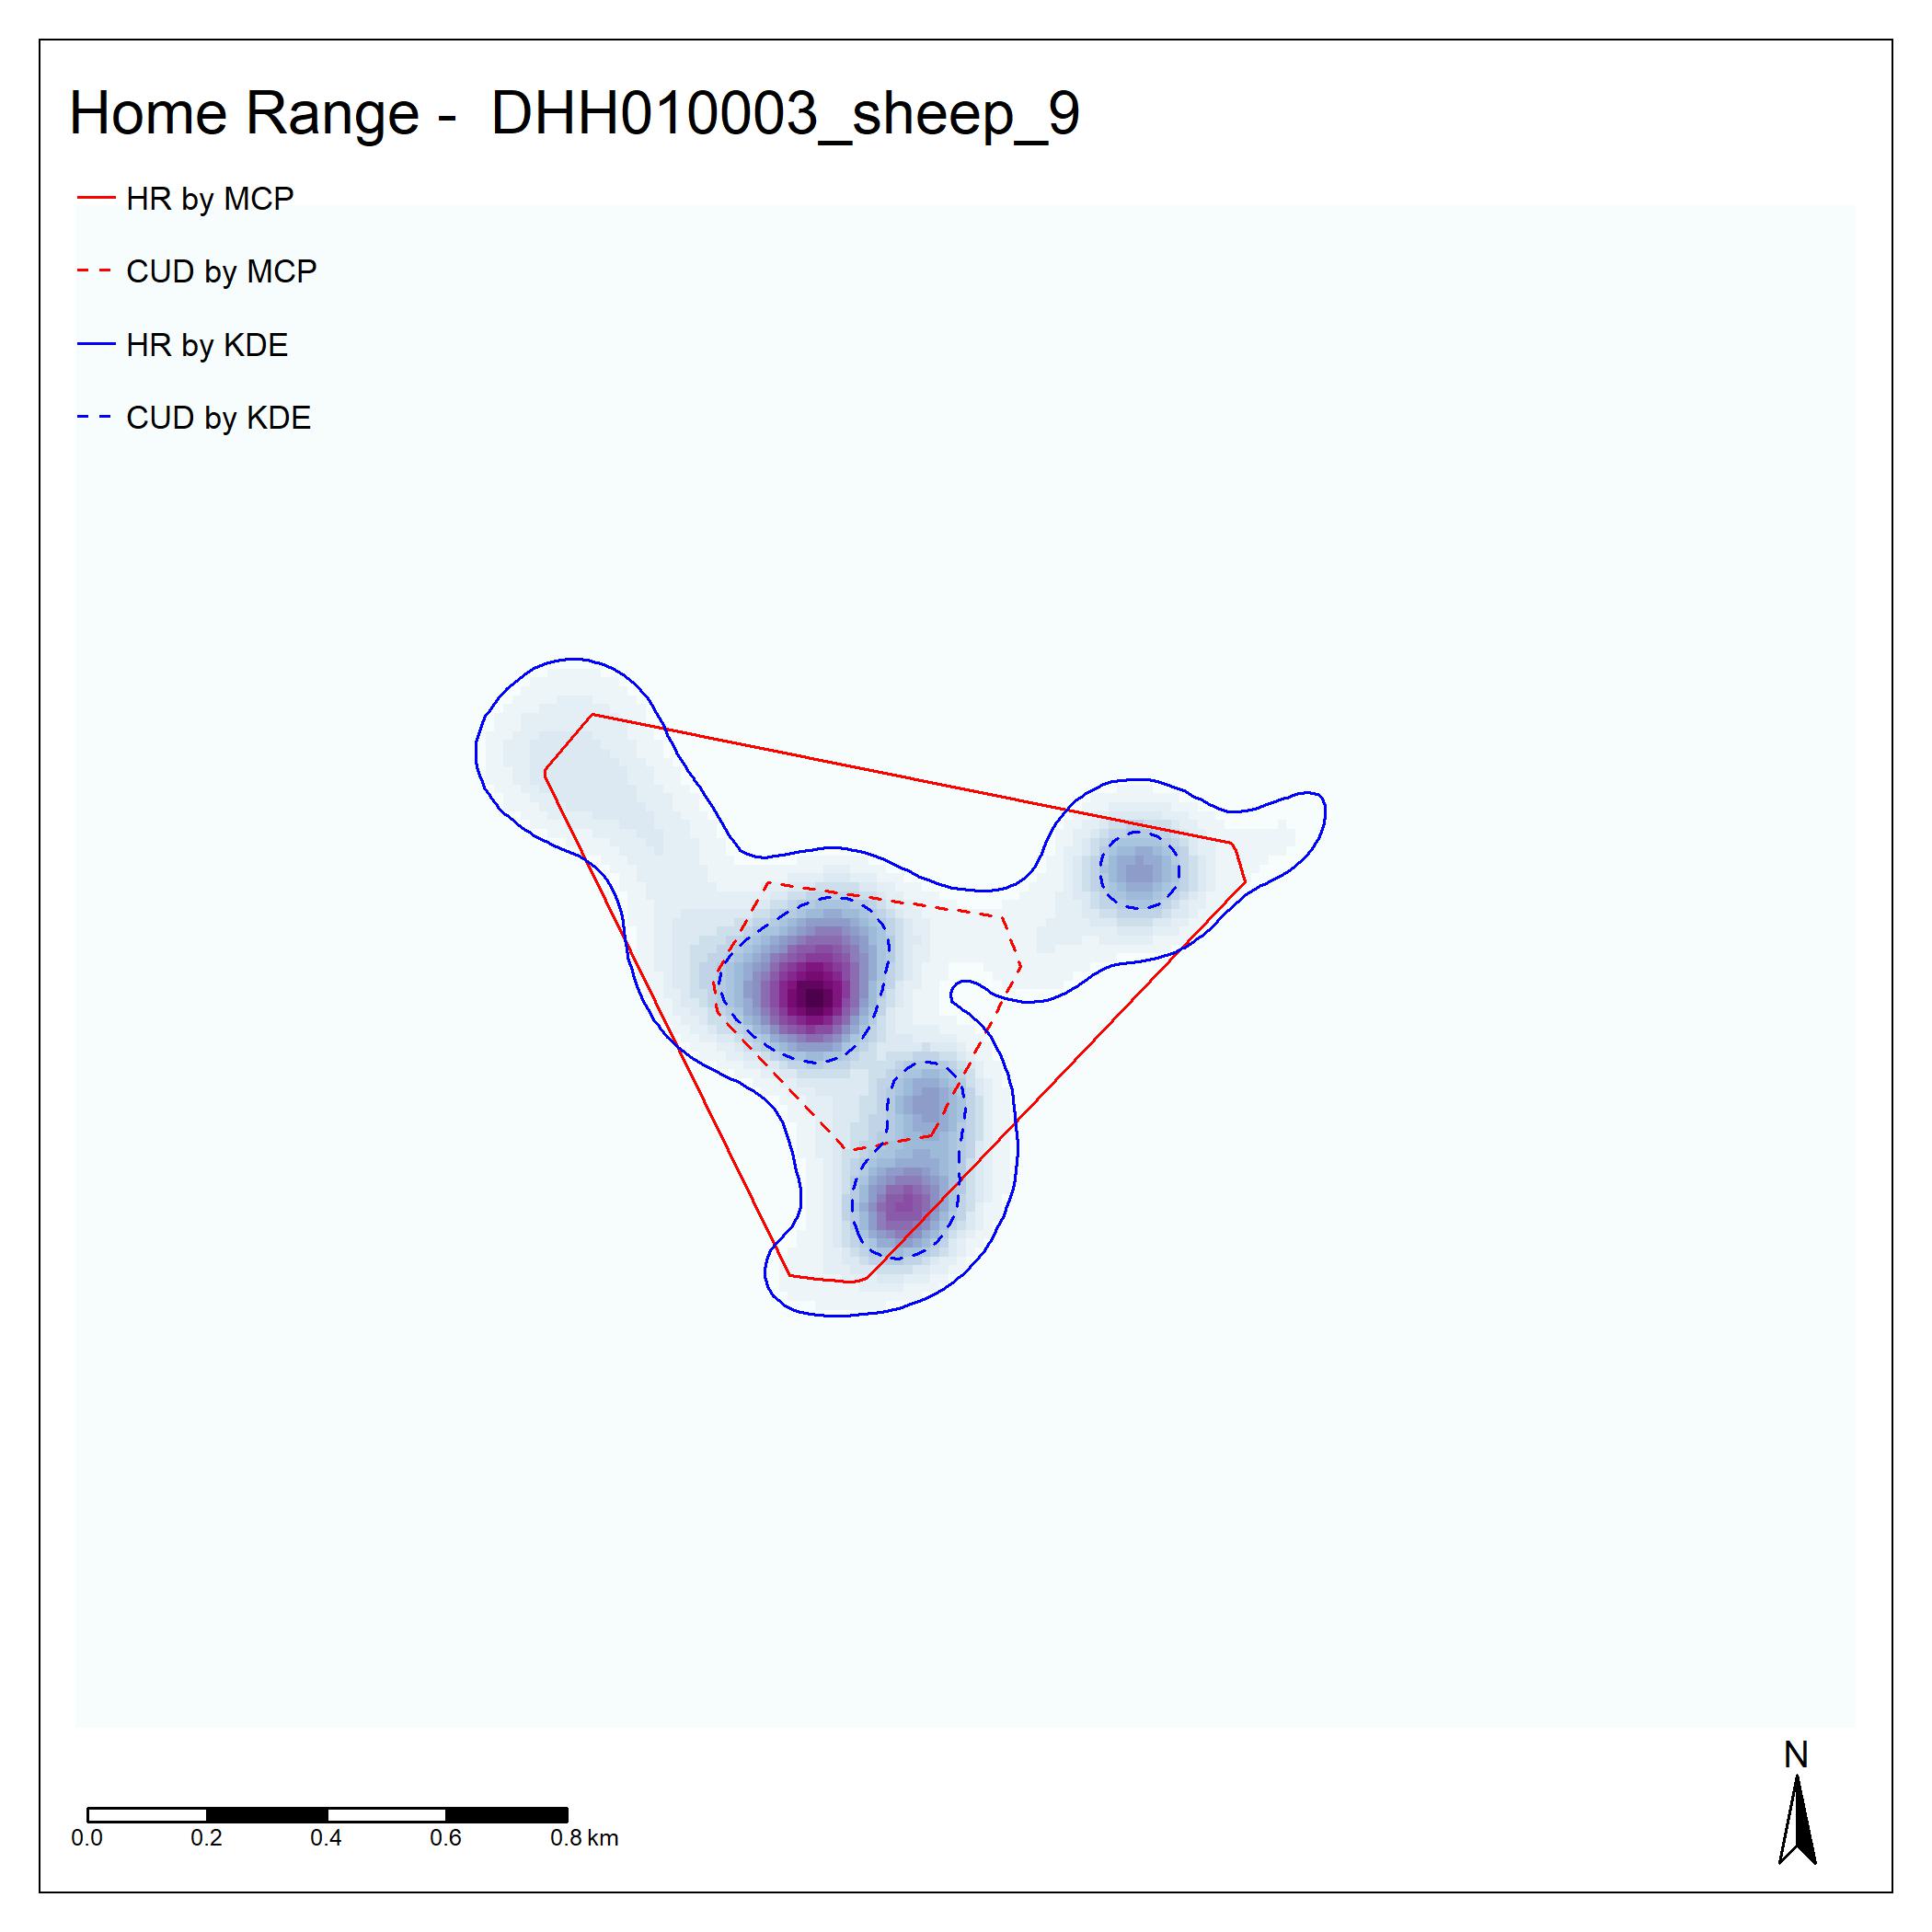 Home Range - DHH010003_sheep_9
HR by MCP
CUD by MCP
HR by KDE
CUD by KDE
N
0.0 0.2 0.4 0.6 0.8 km